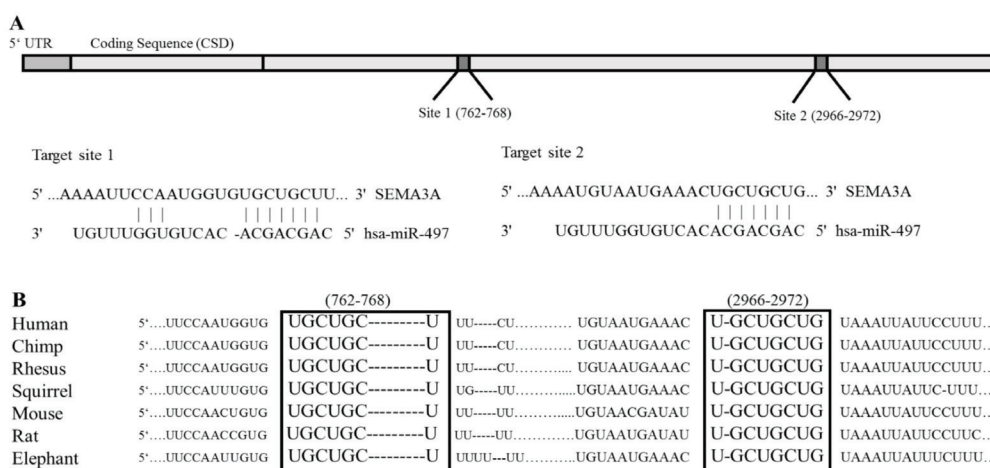 A
5' UTR Coding Sequence (CSD)
Site 1 (762-768) Site 2 (2966-2972)
Target site 1 Target site 2
5' ...AAAAUUCCAAUGGUGUGCUGCUU... 3' SEMA3A 5' ...AAAAUGUAAUGAAACUGCUGCUG... 3' SEMA3A
3' UGUUUGGUGUCAC -ACGACGAC 5' hsa-miR-497 3' UGUUUGGUGUCACACGACGAC 5' hsa-miR-497
B (762-768) (2966-2972)
Human 5'….UUCCAAUGGUG UGCUGC---------U UU-----CU……….. UGUAAUGAAAC U-GCUGCUG UAAAUUAUUCCUUU….
Chimp 5'….UUCCAAUGGUG UGCUGC---------U UU-----CU……….. UGUAAUGAAAC U-GCUGCUG UAAAUUAUUCCUUU….
Rhesus 5'….UUCCAAUGGUG UGCUGC---------U UU-----CU……... .... UGUAAUGAAAC U-GCUGCUG UAAAUUAUUCCUUU….
Squirrel 5'….UUCCAUUUGUG UGCUGC---------U UG-----UU…………....UGUAAUGAAAC U-GCUGCUG UAAAUUAUUC-UUU….
Mouse 5'….UUCCAACUGUG UGCUGC---------U UU-----UU……... .....UGUAACGAUAU U-GCUGCUG UAAAUUAUUCCUUU….
Rat 5'….UUCCAACCGUG UGCUGC---------U UU-----UU………... UGUAAUGAUAU U-GCUGCUG UAAAUUAUUCCUUC….
Elephant 5'….UUCCAAUUGUG UGCUGC---------U UUUU---UU……….. UGUAAUGAAAC U-GCUGCUG UAAAUUAUUCUUUU….